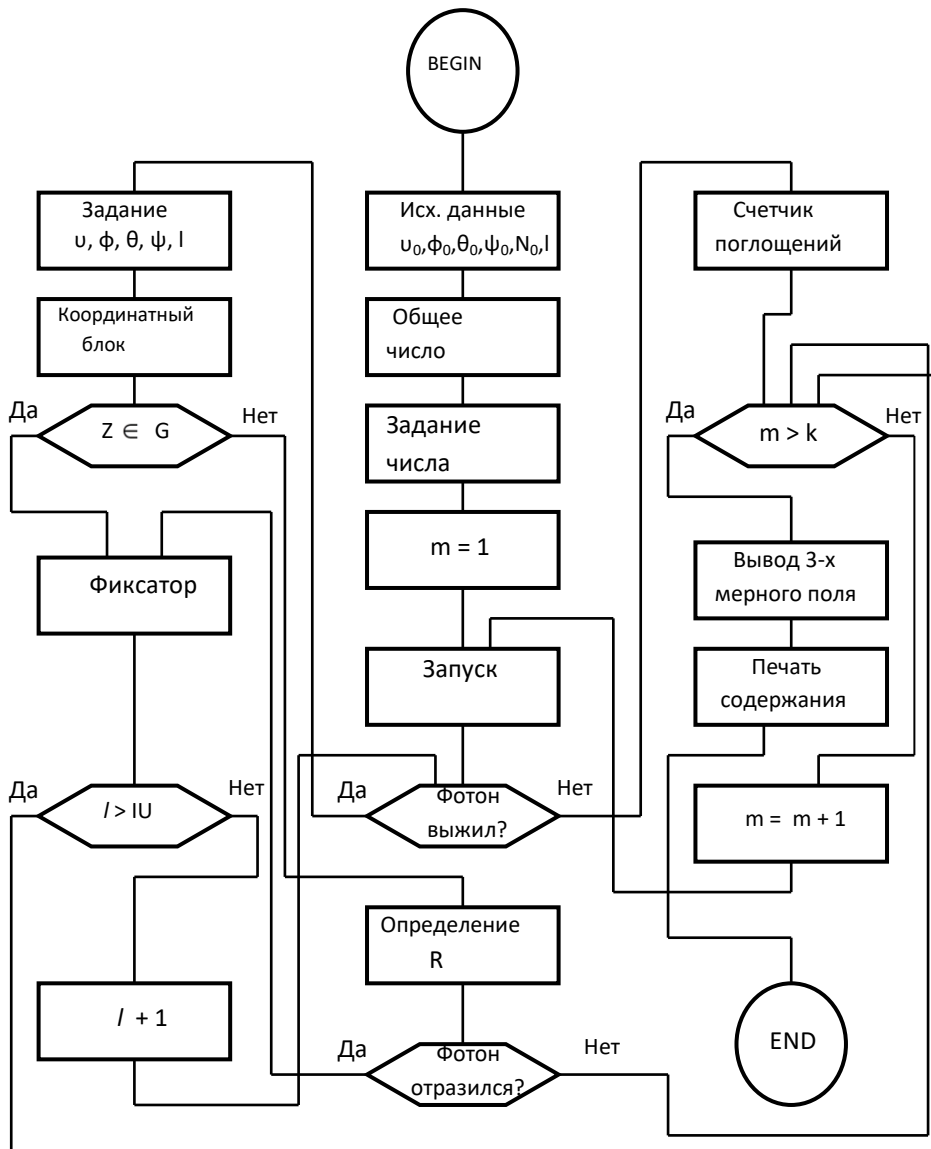 BEGIN
Задание
υ, ϕ, θ, ψ, l
Исх. данные
υ₀,ϕ₀,θ₀,ψ₀,N₀,l
Счетчик
поглощений
Координатный
блок
Общее
число
Да
Z ∈ G
Нет
Задание
числа
Да
m > k
Нет
m = 1
Фиксатор
Вывод 3-х
мерного поля
Запуск
Печать
содержания
Да
l > IU
Нет
Да
Фотон
выжил?
Нет
m = m + 1
Определение
R
l + 1
Да
Фотон
отразился?
Нет
END